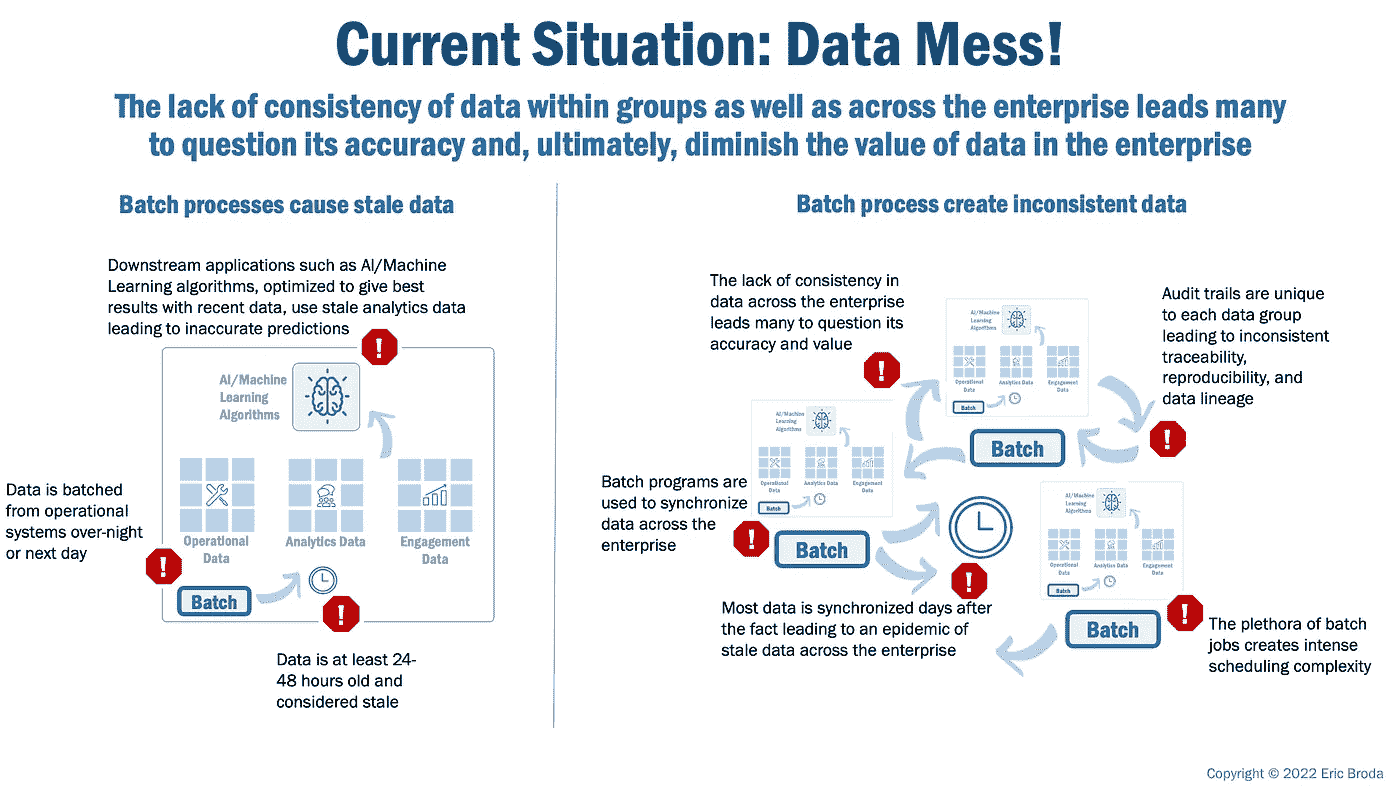 Current Situation: Data Mess!
The lack of consistency of data within groups as well as across the enterprise leads many
to question its accuracy and, ultimately, diminish the value of data in the enterprise
Batch processes cause stale data
Downstream applications such as AI/Machine
Learning algorithms, optimized to give best
results with recent data, use stale analytics data
leading to inaccurate predictions
!
AI/Machine
Learning
Algorithms
Data is batched
from operational
systems over-night
or next day
Operational
Data
Analytics Data
Engagement
Data
!
Batch
!
Data is at least 24-
48 hours old and
considered stale
Batch process create inconsistent data
The lack of consistency in
data across the enterprise
leads many to question its
accuracy and value
!
AI/Machine
Learning
Algorithms
Operational
Data
Analytics Data
Engagement
Data
Batch
Batch
Audit trails are unique
to each data group
leading to inconsistent
traceability,
reproducibility, and
data lineage
!
AI/Machine
Learning
Algorithms
Operational
Data
Analytics Data
Engagement
Data
Batch
Batch programs are
used to synchronize
data across the
enterprise
!
Batch
!
Most data is synchronized days after
the fact leading to an epidemic of
stale data across the enterprise
AI/Machine
Learning
Algorithms
Operational
Data
Analytics Data
Engagement
Data
Batch
Batch
!
The plethora of batch
jobs creates intense
scheduling complexity
Copyright © 2022 Eric Broda